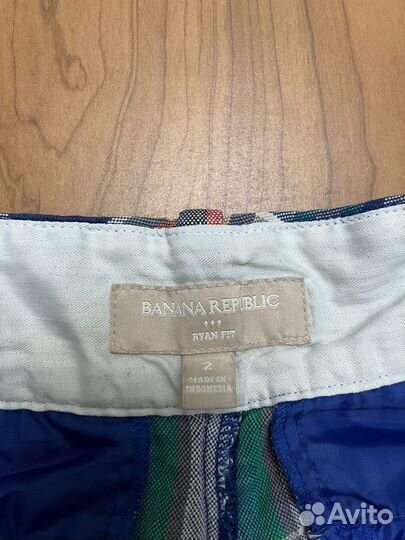 BANANA REPUBLIC
RYAN FIT
2
MADE IN
INDONESIA
Avito